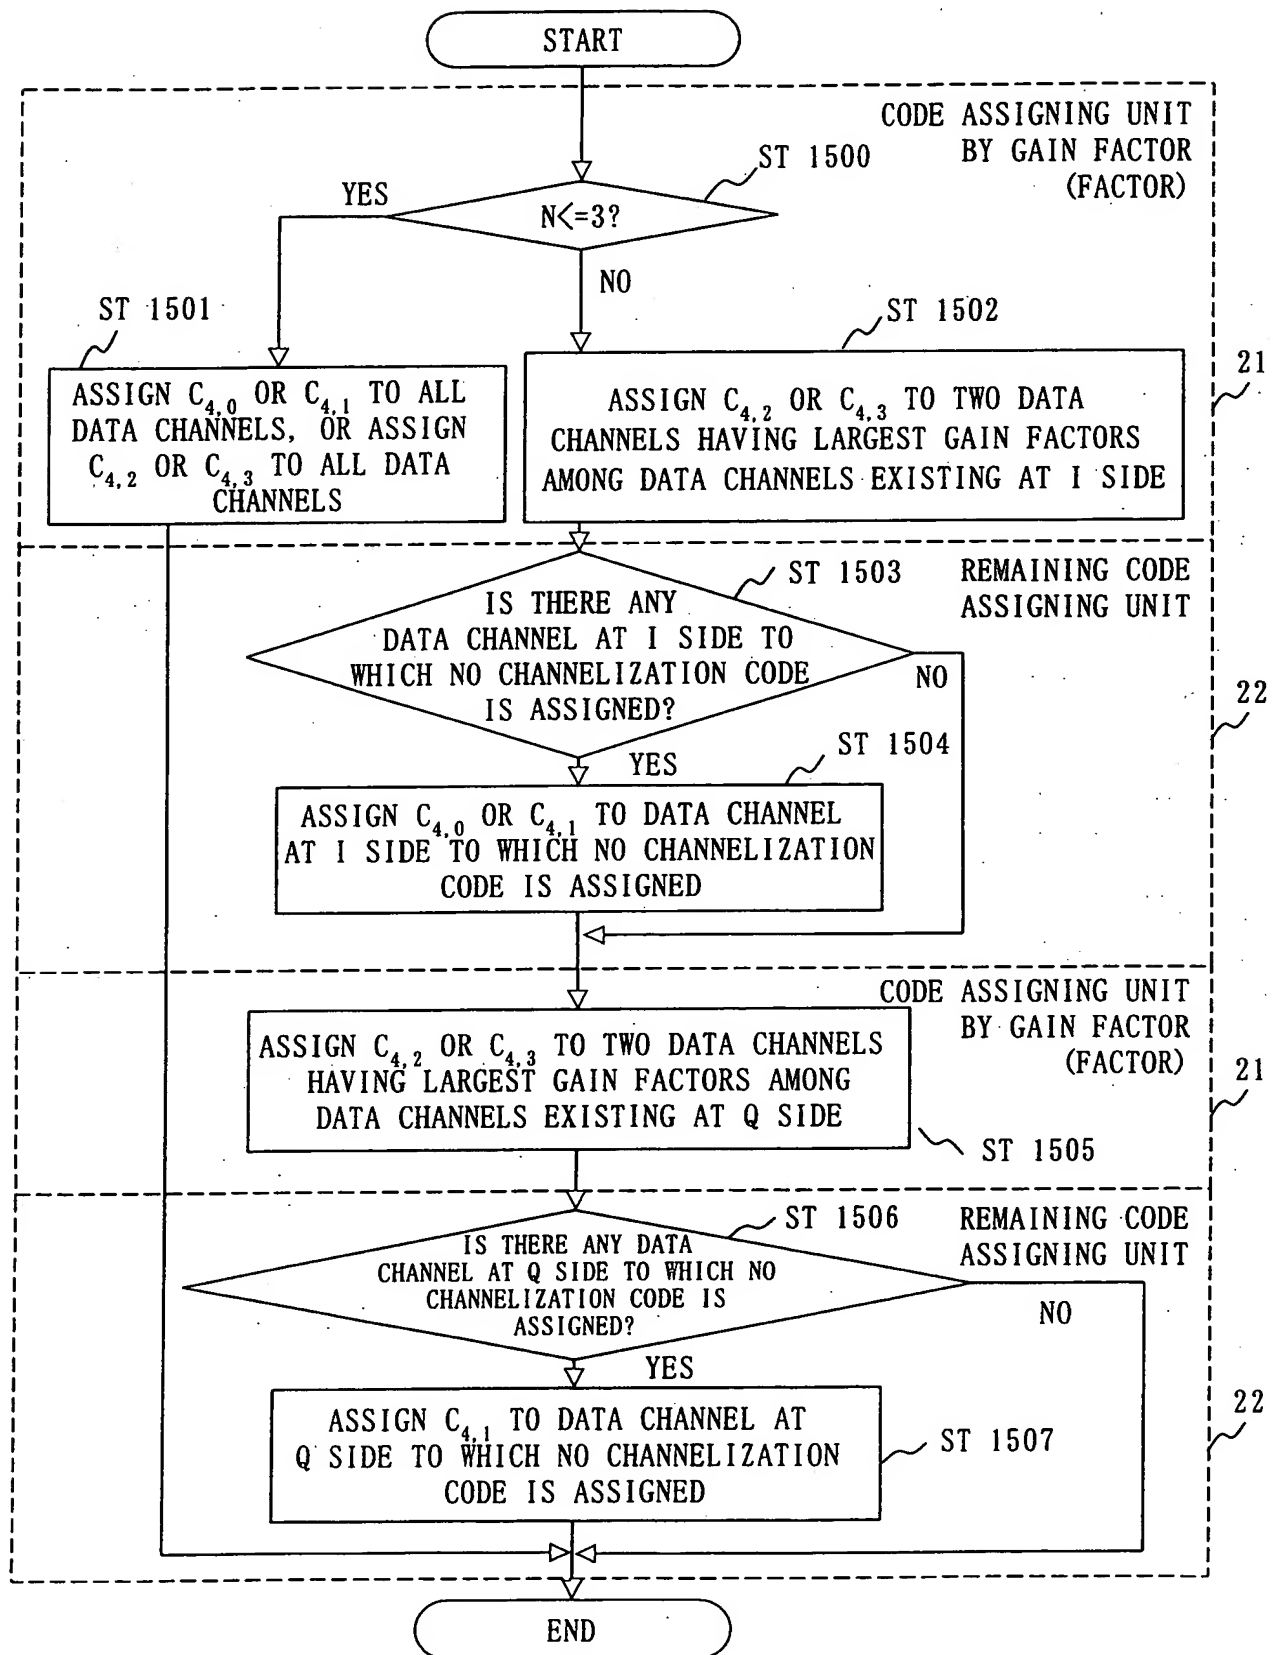 START
CODE ASSIGNING UNIT
BY GAIN FACTOR
(FACTOR)
ST 1500
YES
N<=3?
NO
ST 1501
ST 1502
21
ASSIGN C4,0 OR C4,1 TO ALL
DATA CHANNELS, OR ASSIGN
C4,2 OR C4,3 TO ALL DATA
CHANNELS
ASSIGN C4,2 OR C4,3 TO TWO DATA
CHANNELS HAVING LARGEST GAIN FACTORS
AMONG DATA CHANNELS EXISTING AT I SIDE
ST 1503
REMAINING CODE
ASSIGNING UNIT
IS THERE ANY
DATA CHANNEL AT I SIDE TO
WHICH NO CHANNELIZATION CODE
IS ASSIGNED?
NO
22
ST 1504
YES
ASSIGN C4,0 OR C4,1 TO DATA CHANNEL
AT I SIDE TO WHICH NO CHANNELIZATION
CODE IS ASSIGNED
CODE ASSIGNING UNIT
BY GAIN FACTOR
(FACTOR)
21
ASSIGN C4,2 OR C4,3 TO TWO DATA CHANNELS
HAVING LARGEST GAIN FACTORS AMONG
DATA CHANNELS EXISTING AT Q SIDE
ST 1505
ST 1506
REMAINING CODE
ASSIGNING UNIT
IS THERE ANY DATA
CHANNEL AT Q SIDE TO WHICH NO
CHANNELIZATION CODE IS
ASSIGNED?
NO
YES
22
ASSIGN C4,1 TO DATA CHANNEL AT
Q SIDE TO WHICH NO CHANNELIZATION
CODE IS ASSIGNED
ST 1507
END